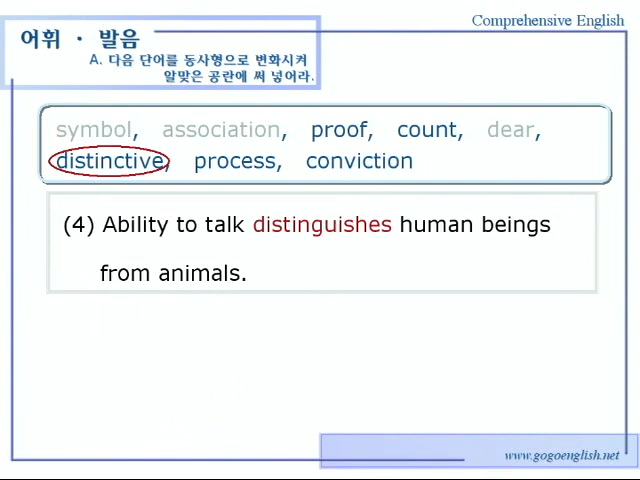 Comprehensive English
어휘 · 발음
A. 다음 단어를 동사형으로 변화시켜
알맞은 공란에 써 넣어라.
symbol, association, proof, count, dear,
distinctive, process, conviction
(4) Ability to talk distinguishes human beings
from animals.
www.gogoenglish.net